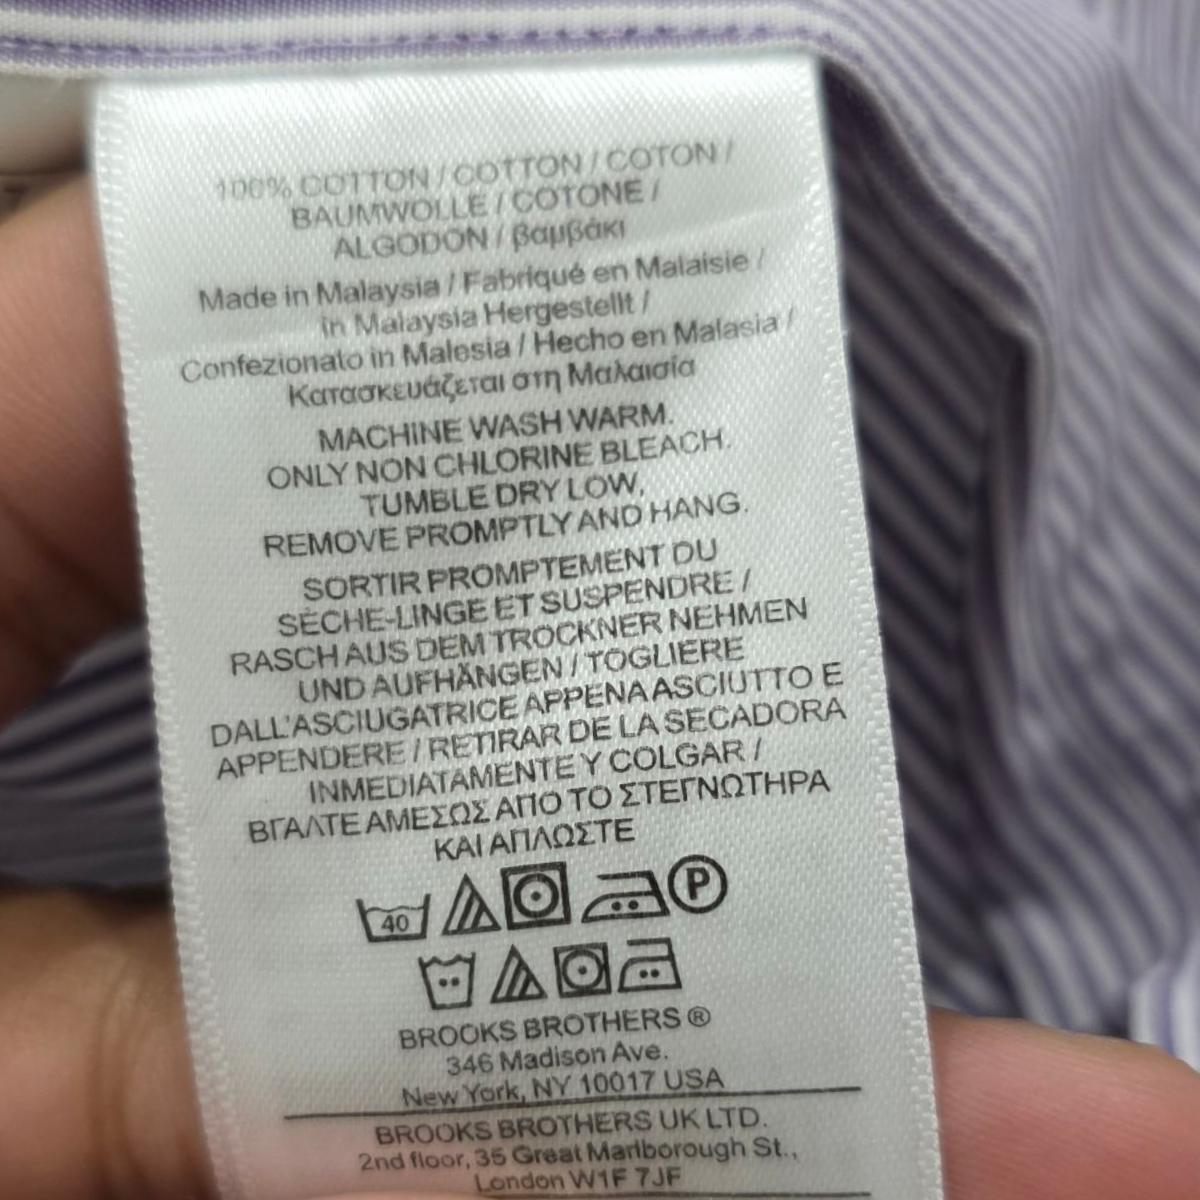 100% COTTON / COTTON / COTON /
BAUMWOLLE / COTONE /
ALGODON / βαμβάκι
Made in Malaysia / Fabriqué en Malaisie /
in Malaysia Hergestellt /
Confezionato in Malesia / Hecho en Malasia /
Κατασκευάζεται στη Μαλαισία
MACHINE WASH WARM.
ONLY NON CHLORINE BLEACH.
TUMBLE DRY LOW,
REMOVE PROMPTLY AND HANG.
SORTIR PROMPTEMENT DU
SÈCHE-LINGE ET SUSPENDRE /
RASCH AUS DEM TROCKNER NEHMEN
UND AUFHÄNGEN / TOGLIERE
DALL'ASCIUGATRICE APPENA ASCIUTTO E
APPENDERE / RETIRAR DE LA SECADORA
INMEDIATAMENTE Y COLGAR /
ΒΓΑΛΤΕ ΑΜΕΣΩΣ ΑΠΟ ΤΟ ΣΤΕΓΝΩΤΗΡΑ
ΚΑΙ ΑΠΛΩΣΤΕ
40 P
BROOKS BROTHERS ®
346 Madison Ave.
New York, NY 10017 USA
BROOKS BROTHERS UK LTD.
2nd floor, 35 Great Marlborough St.,
London W1F 7JF